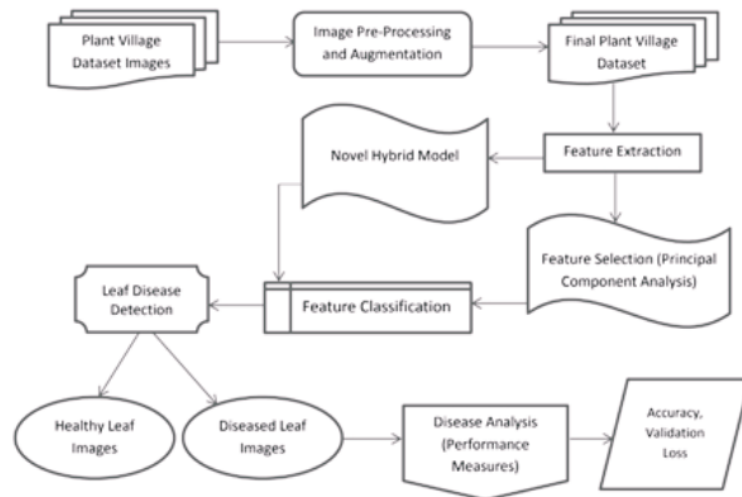 Plant Village
Dataset Images
Image Pre-Processing
and Augmentation
Final Plant Village
Dataset
Novel Hybrid Model
Feature Extraction
Feature Selection (Principal
Component Analysis)
Leaf Disease
Detection
Feature Classification
Healthy Leaf
Images
Diseased Leaf
Images
Disease Analysis
(Performance
Measures)
Accuracy,
Validation
Loss